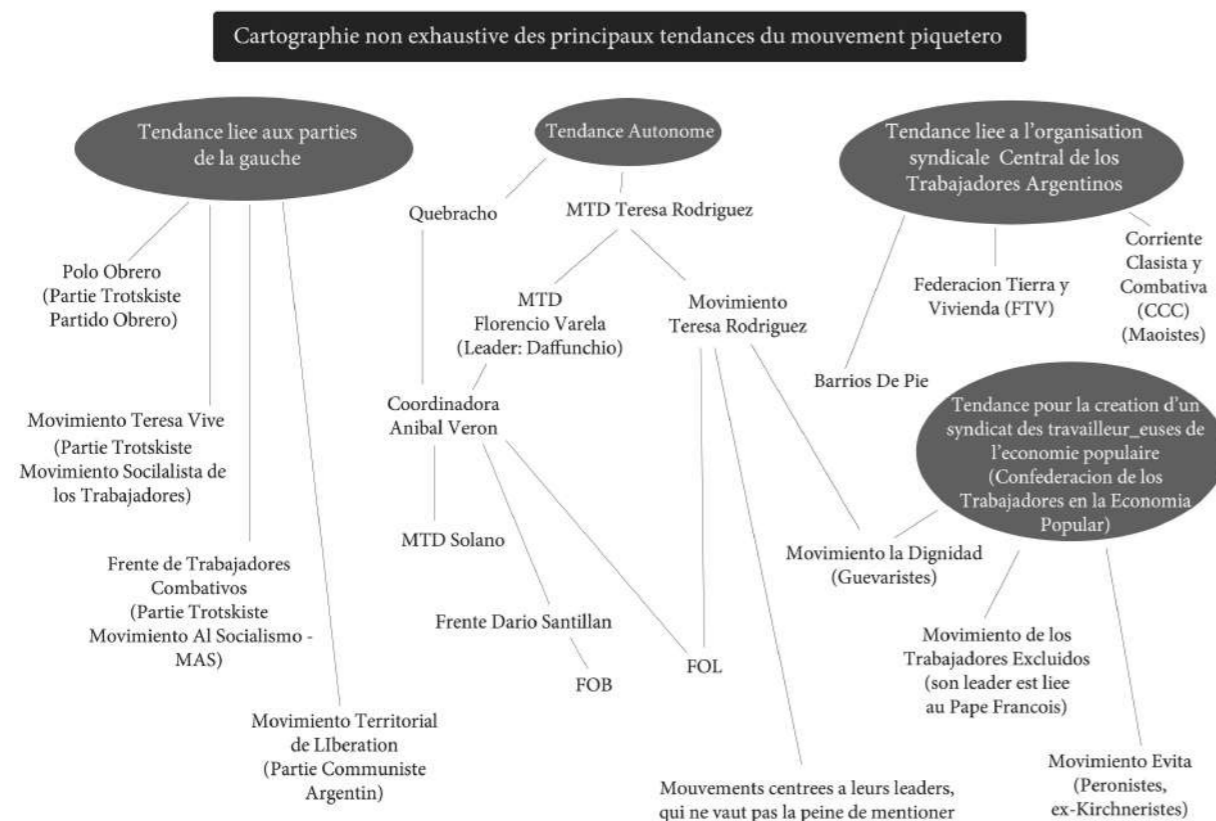 Cartographie non exhaustive des principaux tendances du mouvement piquetero
Tendance liee aux parties
de la gauche
Polo Obrero
(Partie Trotskiste
Partido Obrero)
Movimiento Teresa Vive
(Partie Trotskiste
Movimiento Socilalista de
los Trabajadores)
Frente de Trabajadores
Combativos
(Partie Trotskiste
Movimiento Al Socialismo -
MAS)
Movimiento Territorial
de LIberation
(Partie Communiste
Argentin)
Tendance Autonome
Quebracho
MTD Teresa Rodriguez
MTD
Florencio Varela
(Leader: Daffunchio)
Movimiento
Teresa Rodriguez
Coordinadora
Anibal Veron
MTD Solano
Frente Dario Santillan
FOB
FOL
Mouvements centrees a leurs leaders,
qui ne vaut pas la peine de mentioner
Tendance liee a l'organisation
syndicale Central de los
Trabajadores Argentinos
Barrios De Pie
Federacion Tierra y
Vivienda (FTV)
Corriente
Clasista y
Combativa
(CCC)
(Maoistes)
Tendance pour la creation d'un
syndicat des travailleur_euses de
l'economie populaire
(Confederacion de los
Trabajadores en la Economia
Popular)
Movimiento la Dignidad
(Guevaristes)
Movimiento de los
Trabajadores Excluidos
(son leader est liee
au Pape Francois)
Movimiento Evita
(Peronistes,
ex-Kirchneristes)